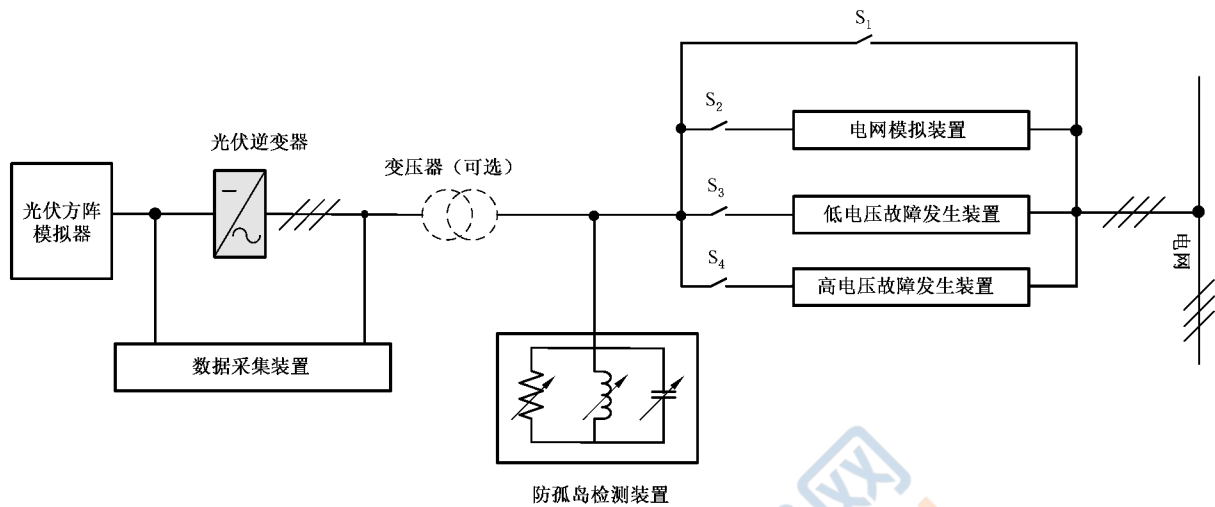 S1
S2
电网模拟装置
光伏逆变器
变压器（可选）
光伏方阵
模拟器
S3
低电压故障发生装置
S4
高电压故障发生装置
电网
数据采集装置
防孤岛检测装置